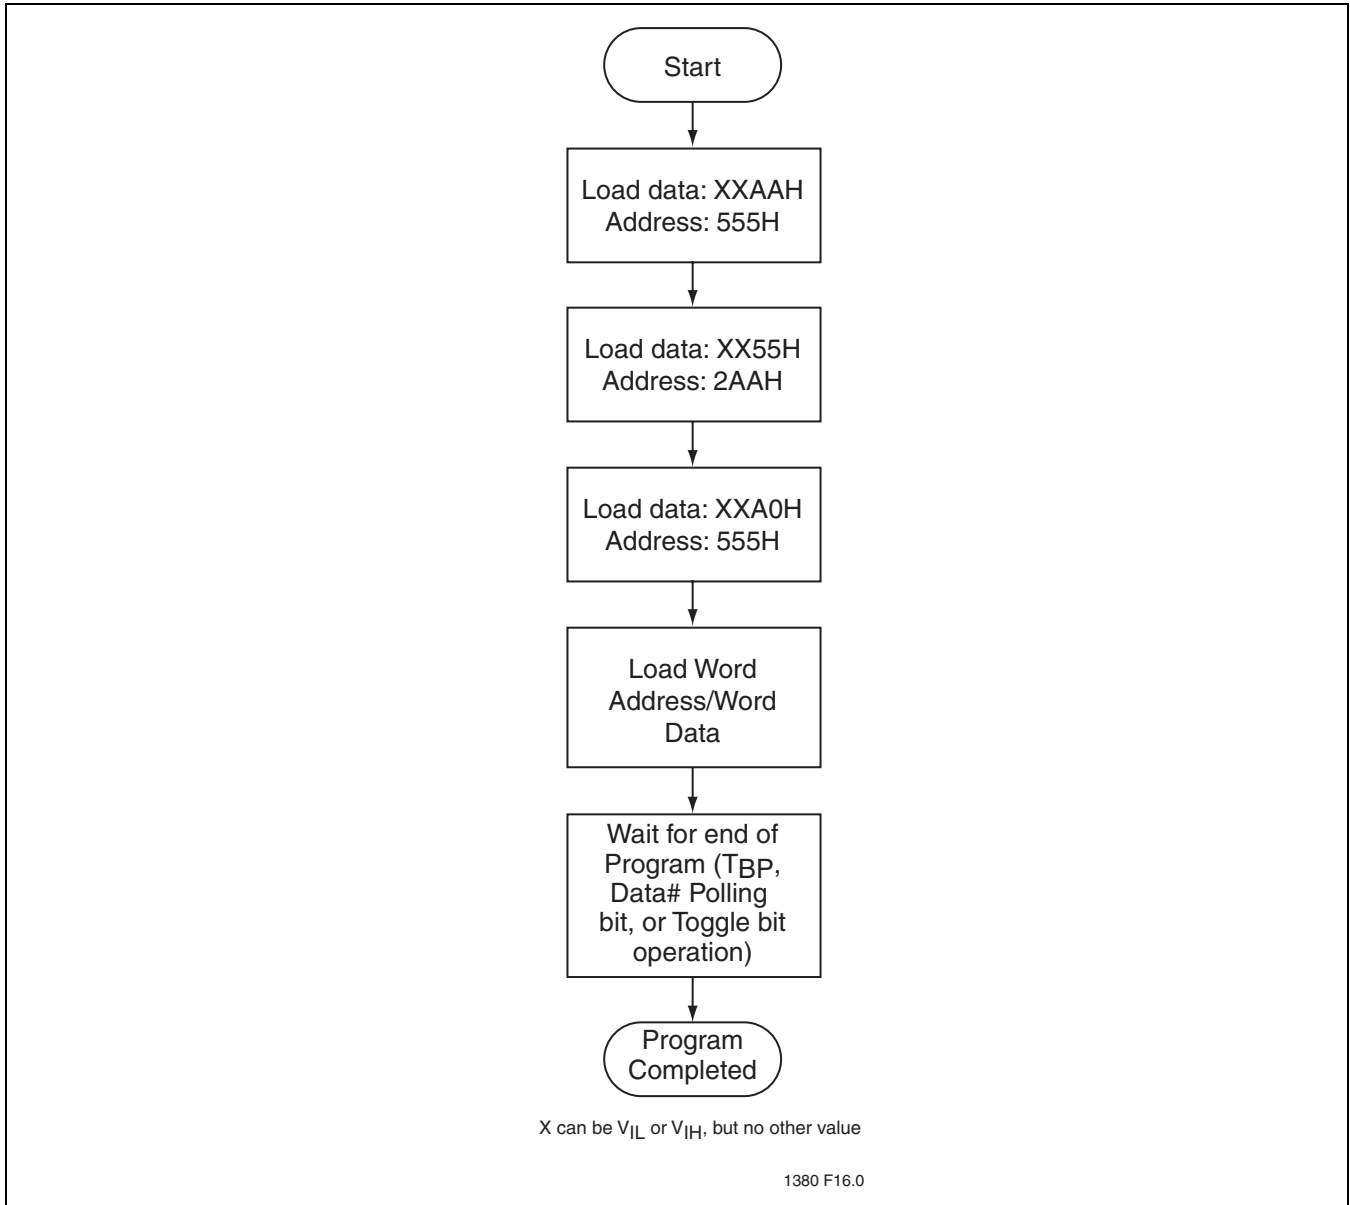 Start
Load data: XXAAH
Address: 555H
Load data: XX55H
Address: 2AAH
Load data: XXA0H
Address: 555H
Load Word
Address/Word
Data
Wait for end of
Program (TBP,
Data# Polling
bit, or Toggle bit
operation)
Program
Completed
X can be VIL or VIH, but no other value
1380 F16.0